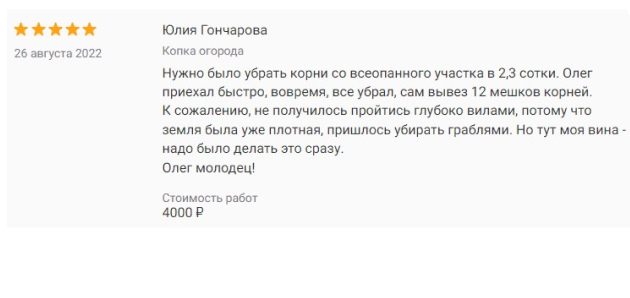 Юлия Гончарова
26 августа 2022
Копка огорода
Нужно было убрать корни со всеопанного участка в 2,3 сотки. Олег
приехал быстро, вовремя, все убрал, сам вывез 12 мешков корней.
К сожалению, не получилось пройтись глубоко вилами, потому что
земля была уже плотная, пришлось убирать граблями. Но тут моя вина -
надо было делать это сразу.
Олег молодец!
Стоимость работ
4000 ₽